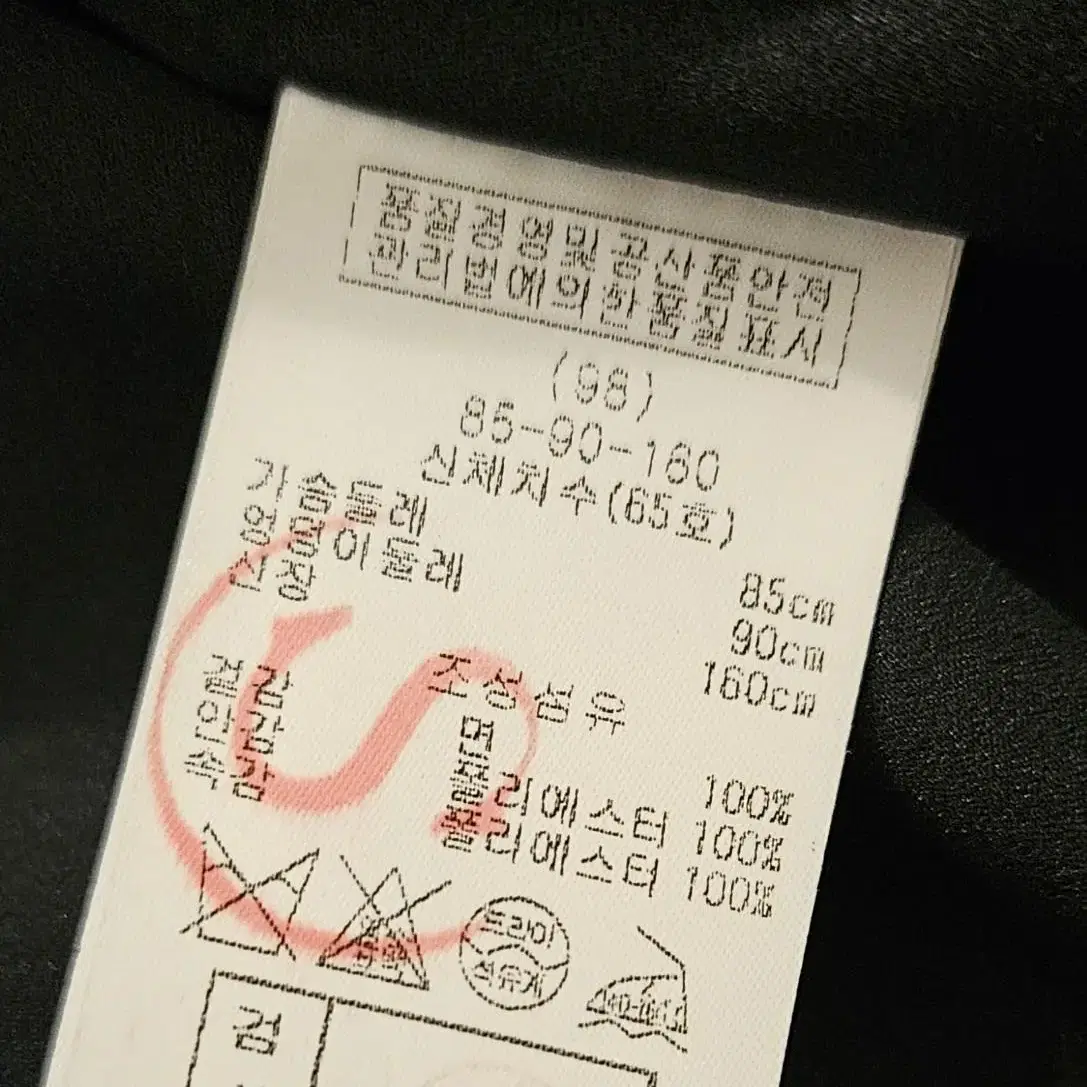 품질경영및공산품안전
관리법에의한품질표시
(98)
85-90-160
신체치수(65호)
가슴둘레 85cm
엉덩이둘레 90cm
신장 160cm
조성섬유
겉감 면 100%
안감 폴리에스터 100%
속감 폴리에스터 100%
드라이
석유계
검